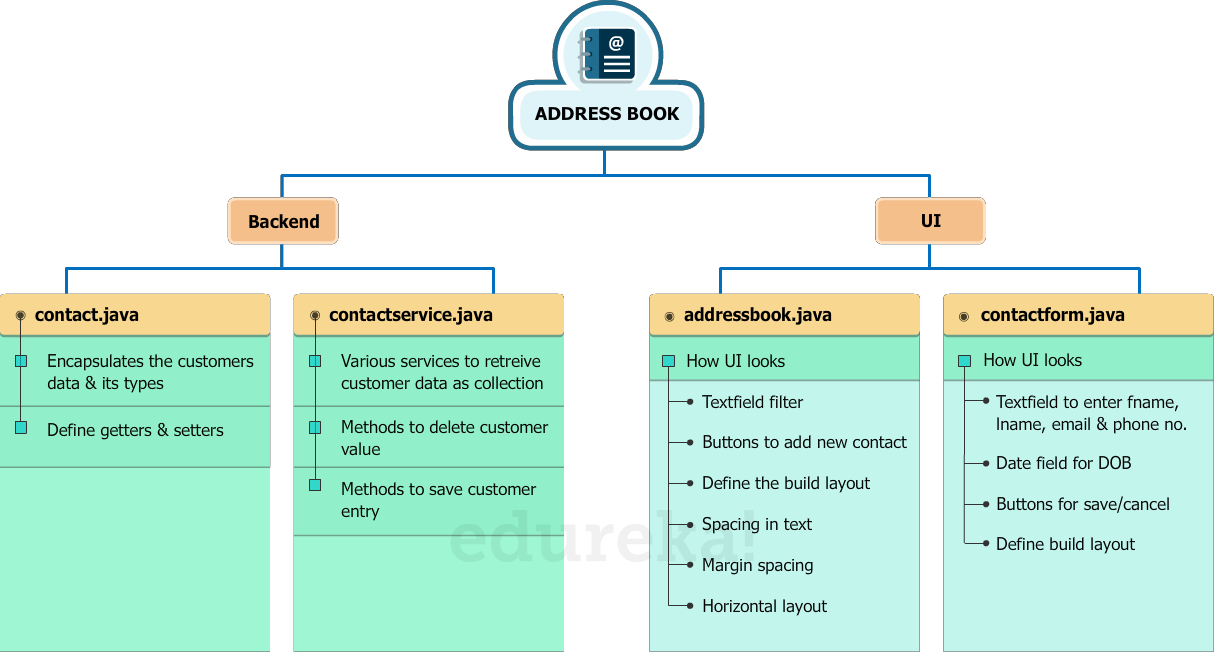 @
ADDRESS BOOK
Backend
UI
contact.java
Encapsulates the customers
data & its types
Define getters & setters
contactservice.java
Various services to retreive
customer data as collection
Methods to delete customer
value
Methods to save customer
entry
addressbook.java
How UI looks
Textfield filter
Buttons to add new contact
Define the build layout
Spacing in text
Margin spacing
Horizontal layout
contactform.java
How UI looks
Textfield to enter fname,
lname, email & phone no.
Date field for DOB
Buttons for save/cancel
Define build layout
edureka!